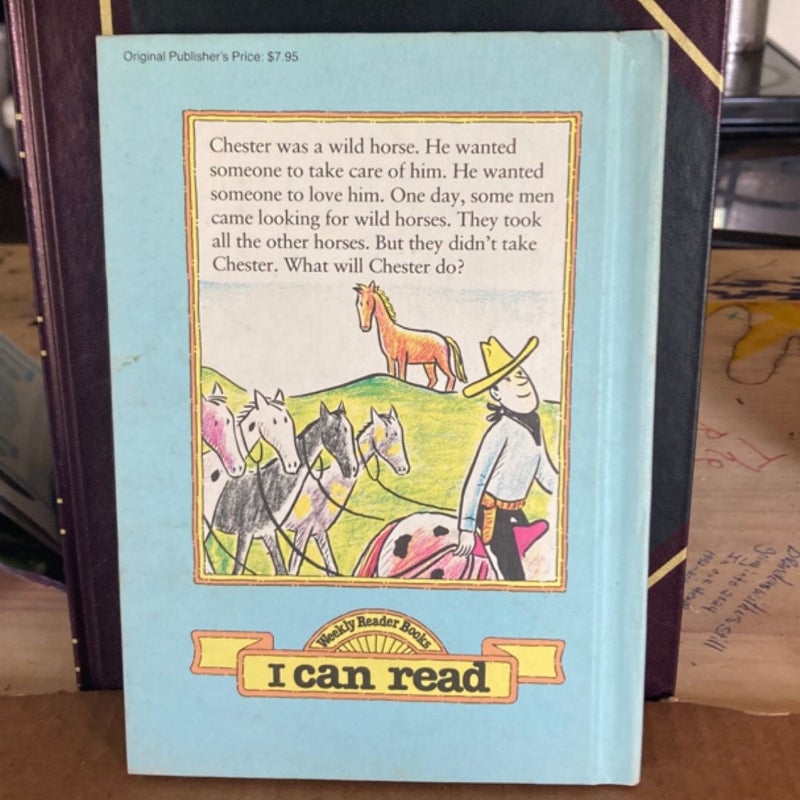 Original Publisher's Price: $7.95
Chester was a wild horse. He wanted
someone to take care of him. He wanted
someone to love him. One day, some men
came looking for wild horses. They took
all the other horses. But they didn't take
Chester. What will Chester do?
Weekly Reader Books
I can read
The